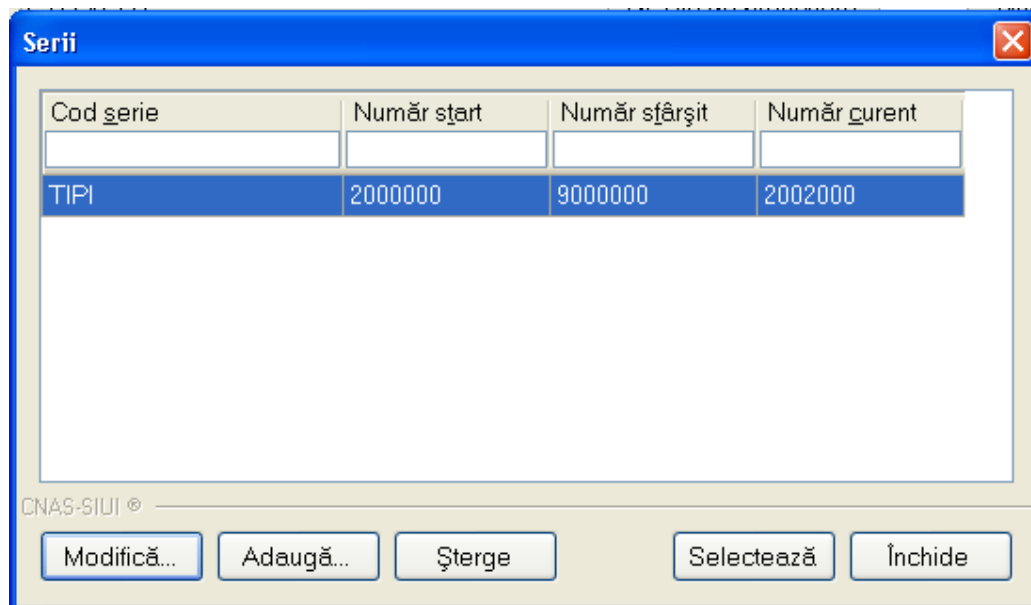 Serii
Cod serie Număr start Număr sfârşit Număr curent
TIPI 2000000 9000000 2002000
CNAS-SIUI ®
Modifică... Adaugă... Şterge Selectează Închide